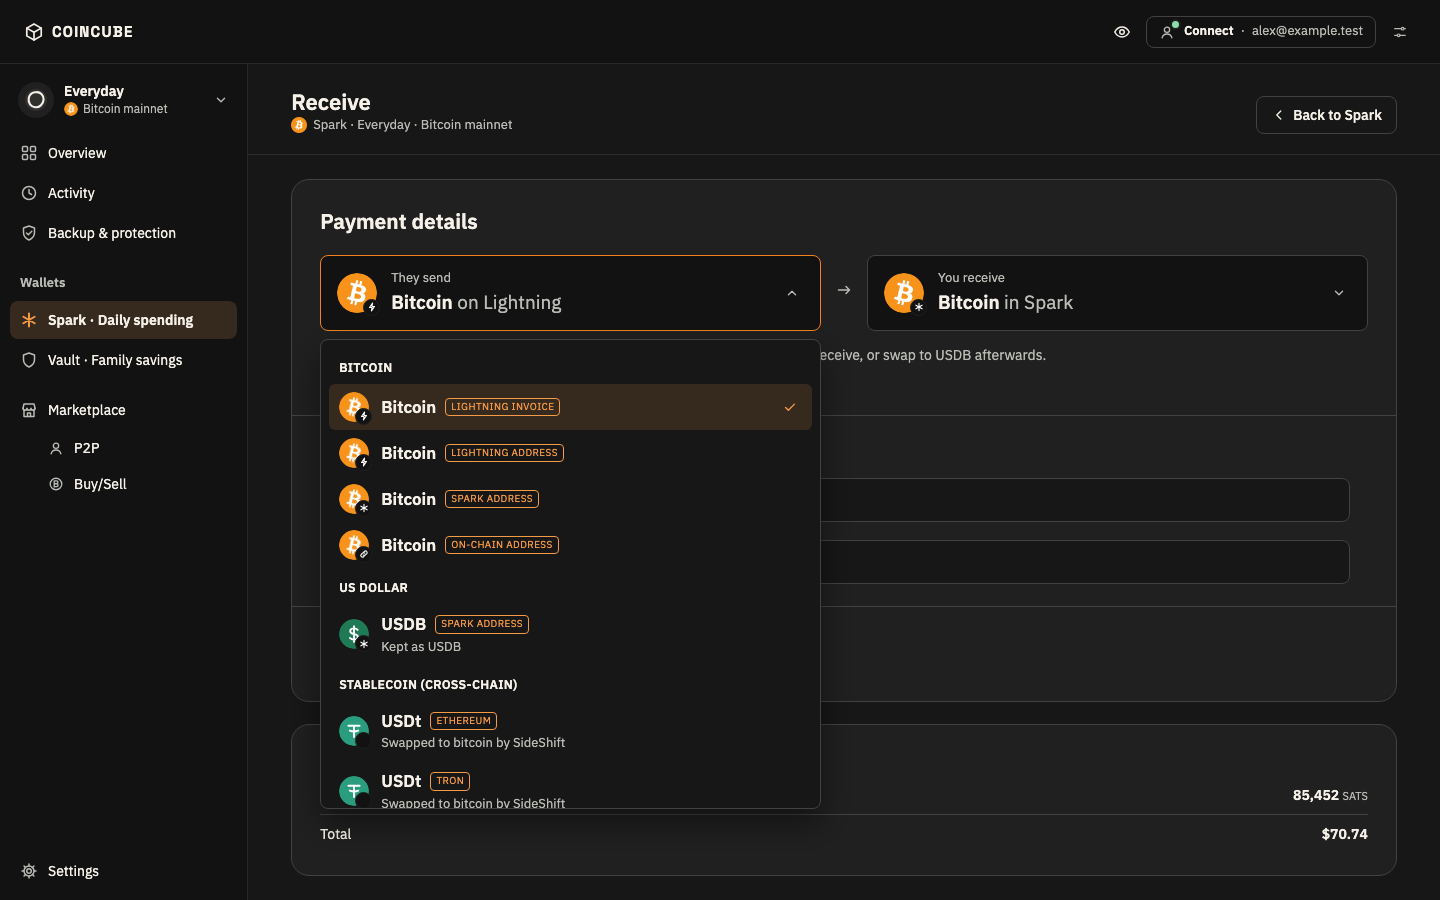 COINCUBE
Connect · alex@example.test
Everyday
Bitcoin mainnet
Overview
Activity
Backup & protection
Wallets
Spark · Daily spending
Vault · Family savings
Marketplace
P2P
Buy/Sell
Settings
Receive
Spark · Everyday · Bitcoin mainnet
Back to Spark
Payment details
They send
Bitcoin on Lightning
You receive
Bitcoin in Spark
receive, or swap to USDB afterwards.
BITCOIN
Bitcoin LIGHTNING INVOICE
Bitcoin LIGHTNING ADDRESS
Bitcoin SPARK ADDRESS
Bitcoin ON-CHAIN ADDRESS
US DOLLAR
USDB SPARK ADDRESS
Kept as USDB
STABLECOIN (CROSS-CHAIN)
USDt ETHEREUM
Swapped to bitcoin by SideShift
USDt TRON
Swapped to bitcoin by SideShift
85,452 SATS
Total
$70.74